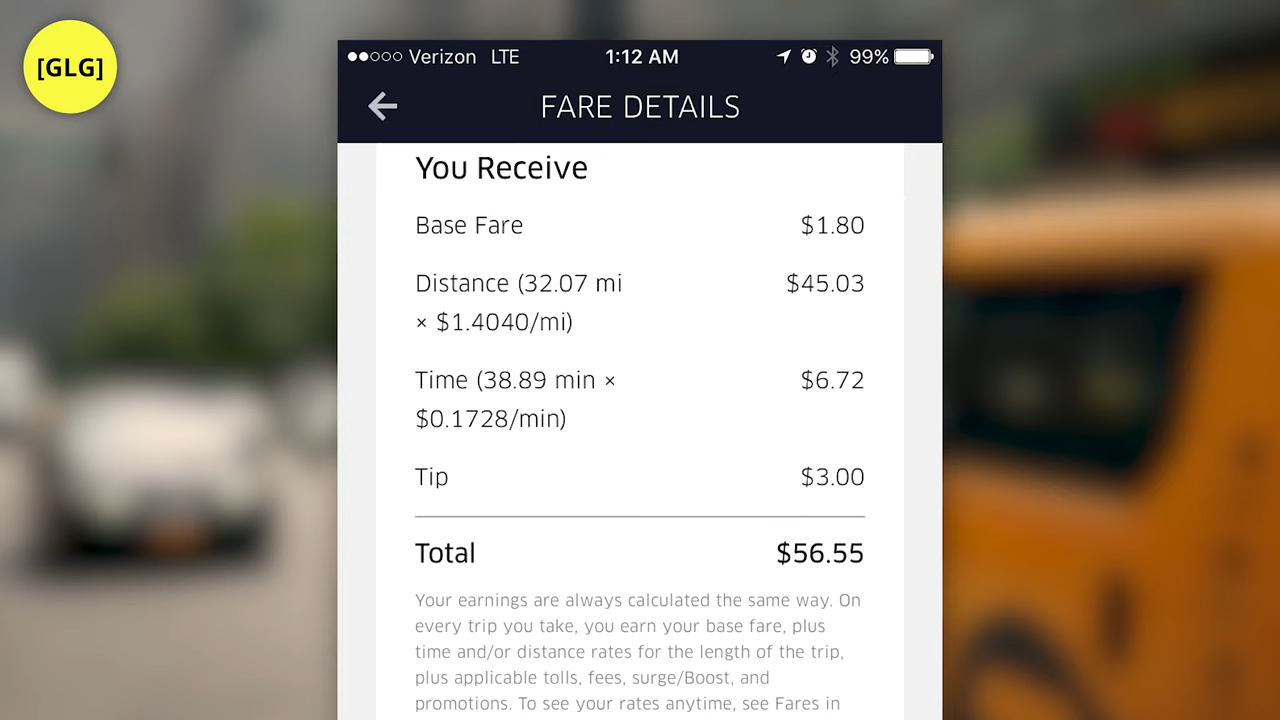 [GLG]
Verizon LTE 1:12 AM 99%
FARE DETAILS
You Receive
Base Fare $1.80
Distance (32.07 mi $45.03
× $1.4040/mi)
Time (38.89 min × $6.72
$0.1728/min)
Tip $3.00
Total $56.55
Your earnings are always calculated the same way. On
every trip you take, you earn your base fare, plus
time and/or distance rates for the length of the trip,
plus applicable tolls, fees, surge/Boost, and
promotions. To see your rates anytime, see Fares in